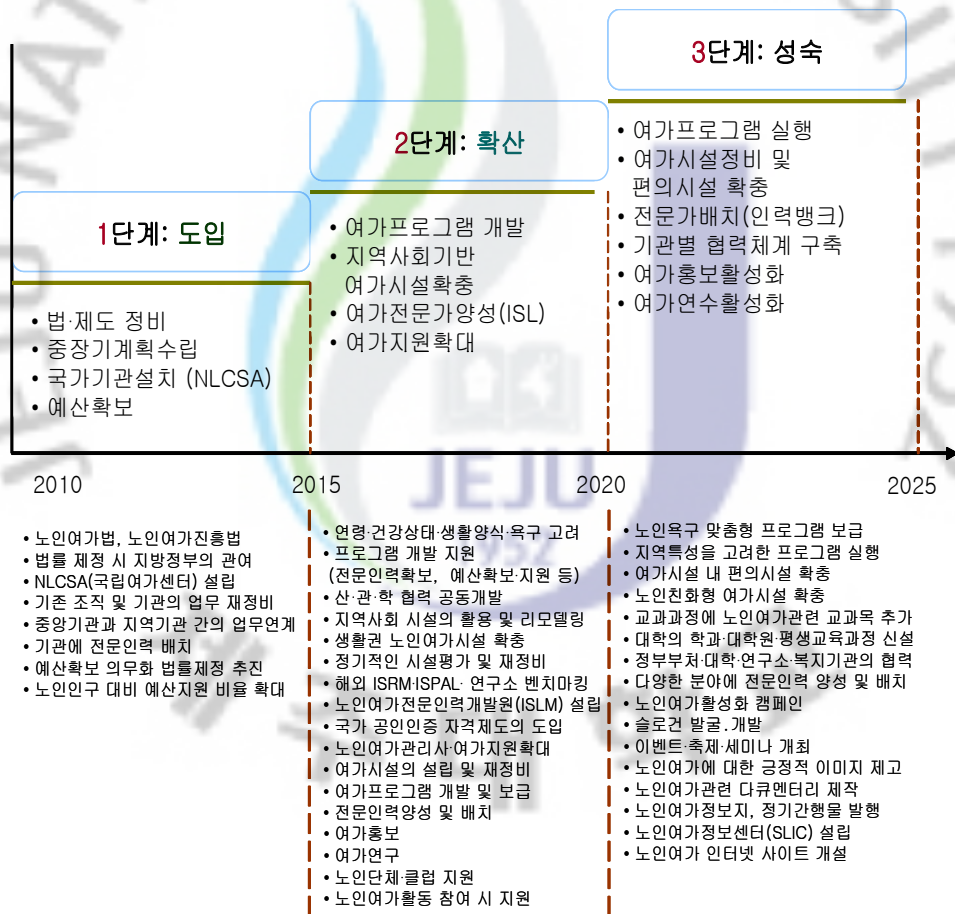 3단계: 성숙
• 여가프로그램 실행
• 여가시설정비 및
편의시설 확충
• 전문가배치(인력뱅크)
• 기관별 협력체계 구축
• 여가홍보활성화
• 여가연수활성화
2단계: 확산
• 여가프로그램 개발
• 지역사회기반
여가시설확충
• 여가전문가양성(ISL)
• 여가지원확대
1단계: 도입
• 법·제도 정비
• 중장기계획수립
• 국가기관설치 (NLCSA)
• 예산확보
JEJU
1952
2010
2015
2020
2025
• 노인여가법, 노인여가진흥법
• 법률 제정 시 지방정부의 관여
• NLCSA(국립여가센터) 설립
• 기존 조직 및 기관의 업무 재정비
• 중앙기관과 지역기관 간의 업무연계
• 기관에 전문인력 배치
• 예산확보 의무화 법률제정 추진
• 노인인구 대비 예산지원 비율 확대
• 연령·건강상태·생활양식·욕구 고려
• 프로그램 개발 지원
(전문인력확보, 예산확보·지원 등)
• 산·관·학 협력 공동개발
• 지역사회 시설의 활용 및 리모델링
• 생활권 노인여가시설 확충
• 정기적인 시설평가 및 재정비
• 해외 ISRM·ISPAL· 연구소 벤치마킹
• 노인여가전문인력개발원(ISLM) 설립
• 국가 공인인증 자격제도의 도입
• 노인여가관리사·여가지원확대
• 여가시설의 설립 및 재정비
• 여가프로그램 개발 및 보급
• 전문인력양성 및 배치
• 여가홍보
• 여가연구
• 노인단체·클럽 지원
• 노인여가활동 참여 시 지원
• 노인욕구 맞춤형 프로그램 보급
• 지역특성을 고려한 프로그램 실행
• 여가시설 내 편의시설 확충
• 노인친화형 여가시설 확충
• 교과과정에 노인여가관련 교과목 추가
• 대학의 학과·대학원·평생교육과정 신설
• 정부부처·대학·연구소·복지기관의 협력
• 다양한 분야에 전문인력 양성 및 배치
• 노인여가활성화 캠페인
• 슬로건 발굴.개발
• 이벤트·축제·세미나 개최
• 노인여가에 대한 긍정적 이미지 제고
• 노인여가관련 다큐멘터리 제작
• 노인여가정보지, 정기간행물 발행
• 노인여가정보센터(SLIC) 설립
• 노인여가 인터넷 사이트 개설